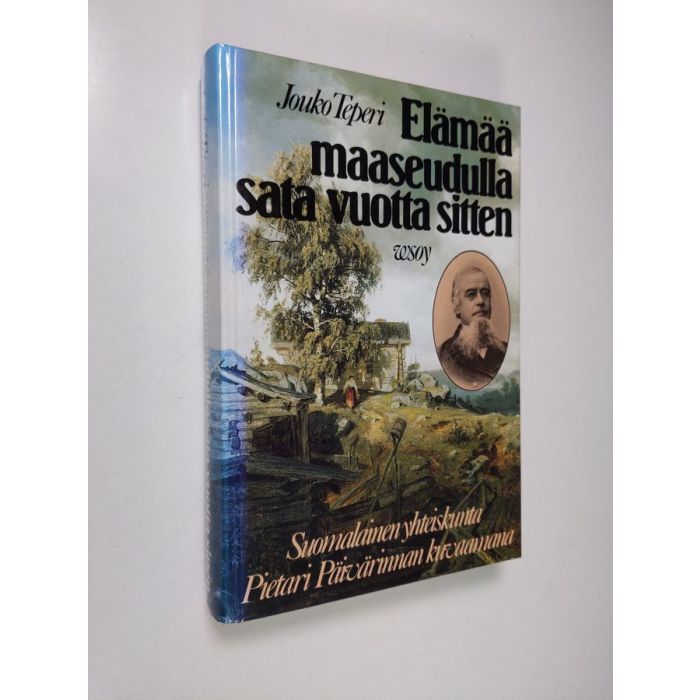 Jouko Teperi
Elämää
maaseudulla
sata vuotta sitten
wsoy
Suomalainen yhteiskunta
Pietari Päivärinnan kuvaamana